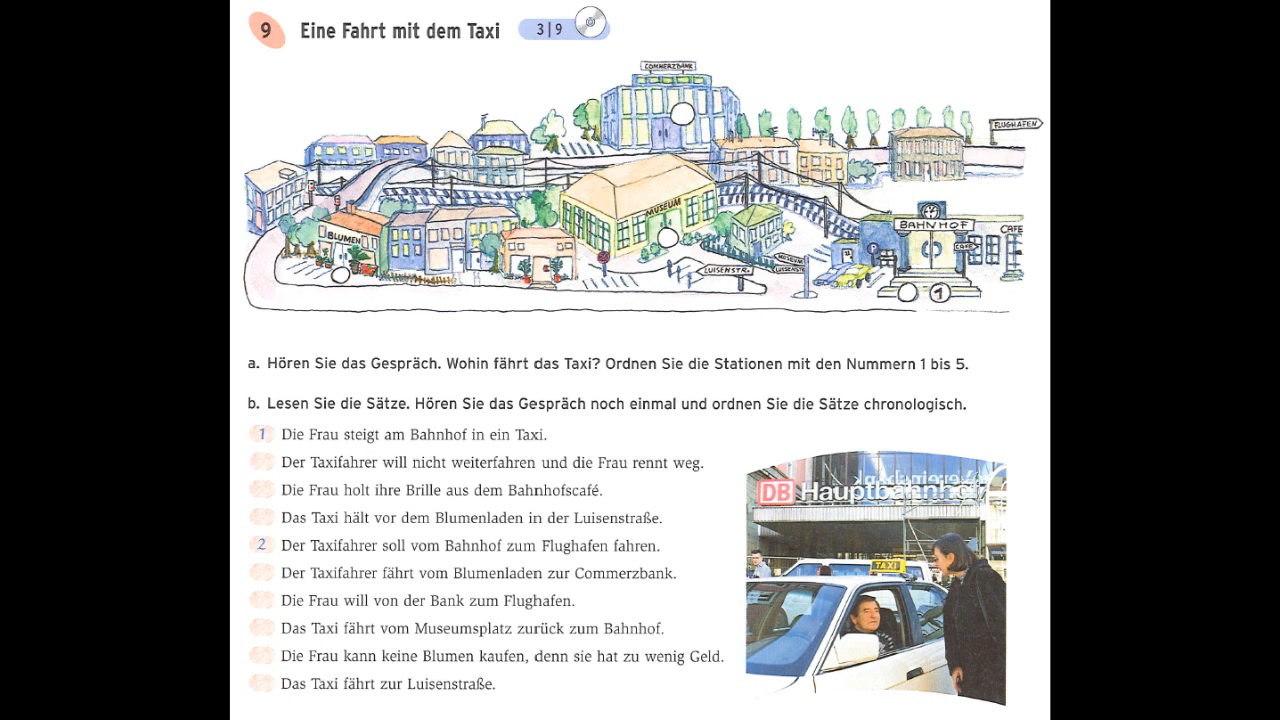 9 Eine Fahrt mit dem Taxi 3|9
COMMERZBANK
FLUGHAFEN
MUSEUM
BLUMEN
BAHNHOF
CAFE
CAFE
MUSEUM
LUISENSTR.
LUISENSTR.
1
a. Hören Sie das Gespräch. Wohin fährt das Taxi? Ordnen Sie die Stationen mit den Nummern 1 bis 5.
b. Lesen Sie die Sätze. Hören Sie das Gespräch noch einmal und ordnen Sie die Sätze chronologisch.
1 Die Frau steigt am Bahnhof in ein Taxi.
Der Taxifahrer will nicht weiterfahren und die Frau rennt weg.
Die Frau holt ihre Brille aus dem Bahnhofscafé.
Das Taxi hält vor dem Blumenladen in der Luisenstraße.
2 Der Taxifahrer soll vom Bahnhof zum Flughafen fahren.
Der Taxifahrer fährt vom Blumenladen zur Commerzbank.
Die Frau will von der Bank zum Flughafen.
Das Taxi fährt vom Museumsplatz zurück zum Bahnhof.
Die Frau kann keine Blumen kaufen, denn sie hat zu wenig Geld.
Das Taxi fährt zur Luisenstraße.
DB Hauptbahnhof
TAXI